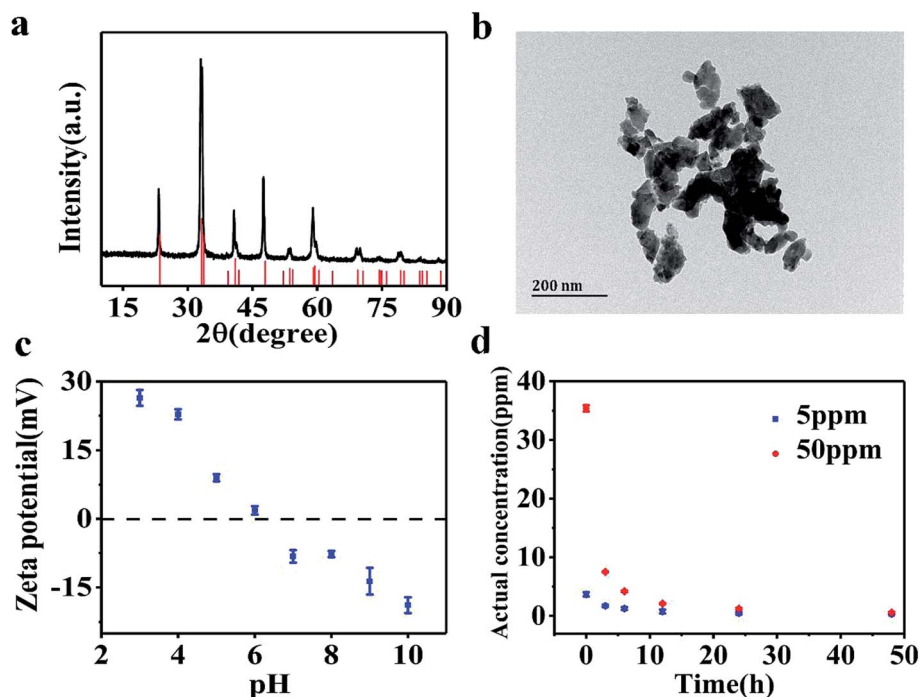 a
Intensity(a.u.)
15 30 45 60 75 90
2θ(degree)
b
200 nm
c
Zeta potential(mV)
30
15
0
-15
2 4 6 8 10
pH
d
Actual concentration(ppm)
40
30
20
10
0
5ppm
50ppm
0 10 20 30 40 50
Time(h)